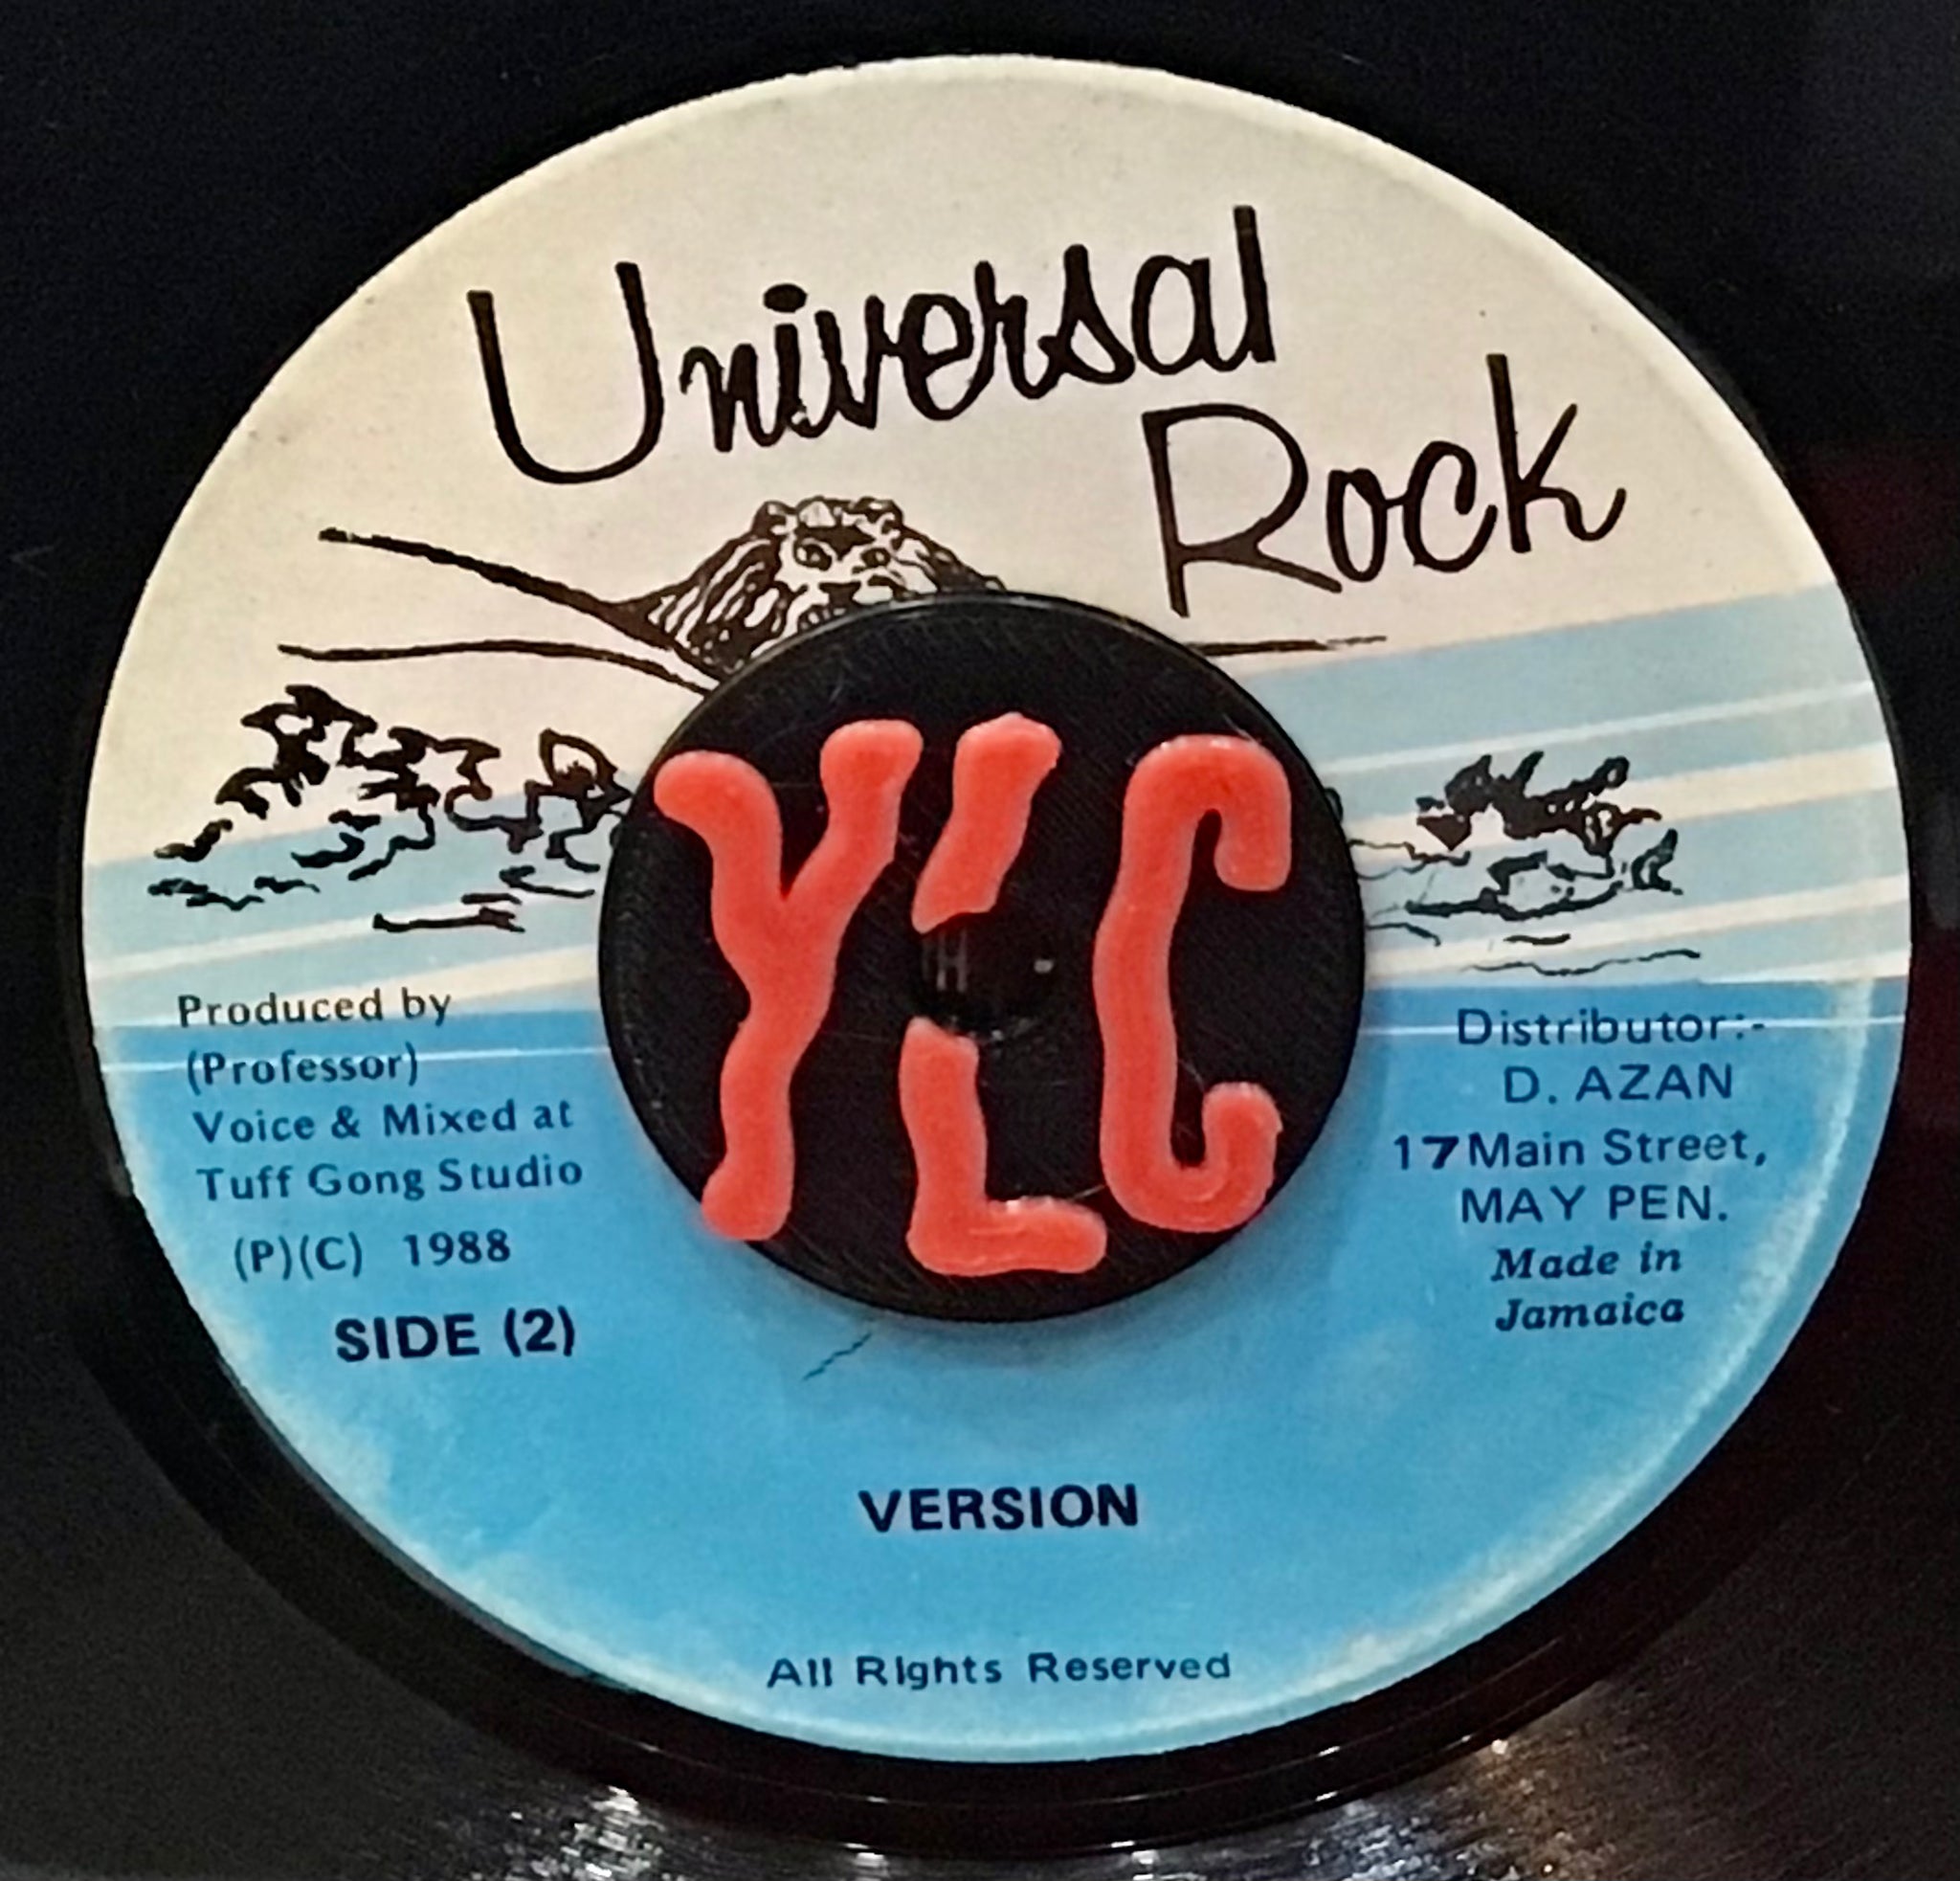 Universal
Rock
YLC
Produced by
(Professor)
Voice & Mixed at
Tuff Gong Studio
(P)(C) 1988
SIDE (2)
Distributor:-
D. AZAN
17 Main Street,
MAY PEN.
Made in
Jamaica
VERSION
All Rights Reserved